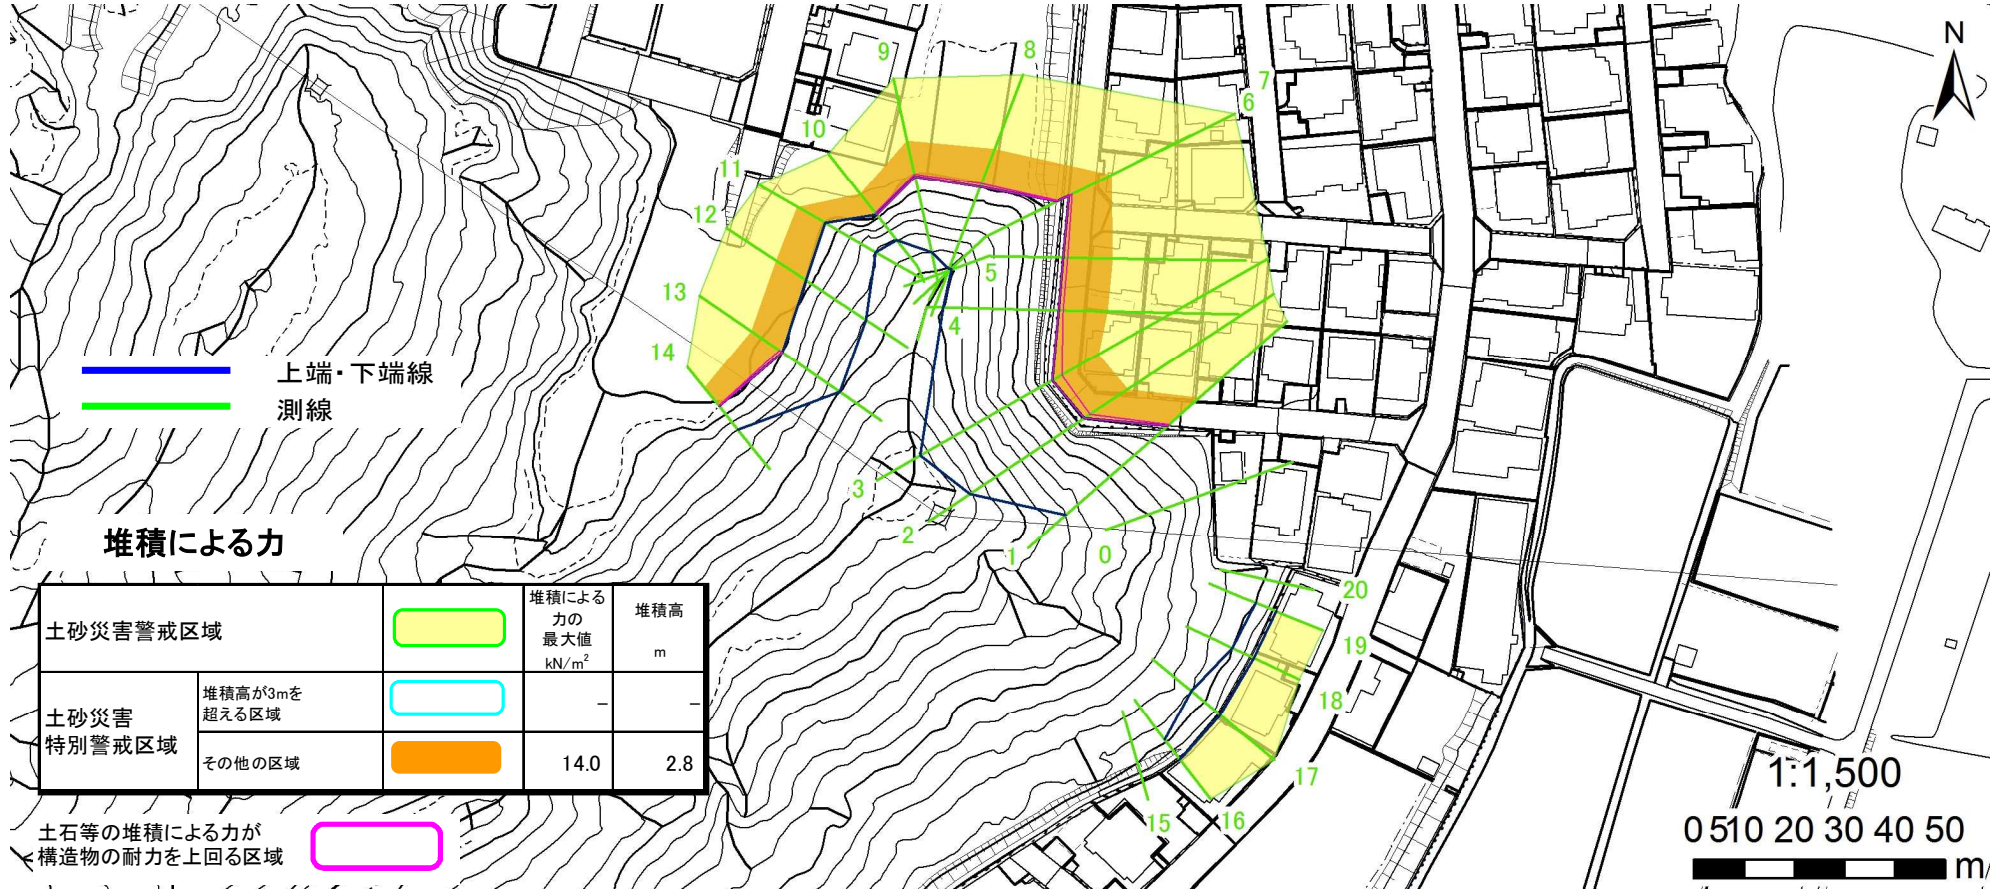 N
9
8
7
6
10
11
12
5
13
4
14
上端・下端線
測線
3
2
1
0
堆積による力
堆積による
力の
最大値
kN/m²
堆積高
m
土砂災害警戒区域
土砂災害
特別警戒区域
堆積高が3mを
超える区域
－
－
その他の区域
14.0
2.8
土石等の堆積による力が
構造物の耐力を上回る区域
20
19
18
17
16
15
1:1,500
0 510 20 30 40 50
m